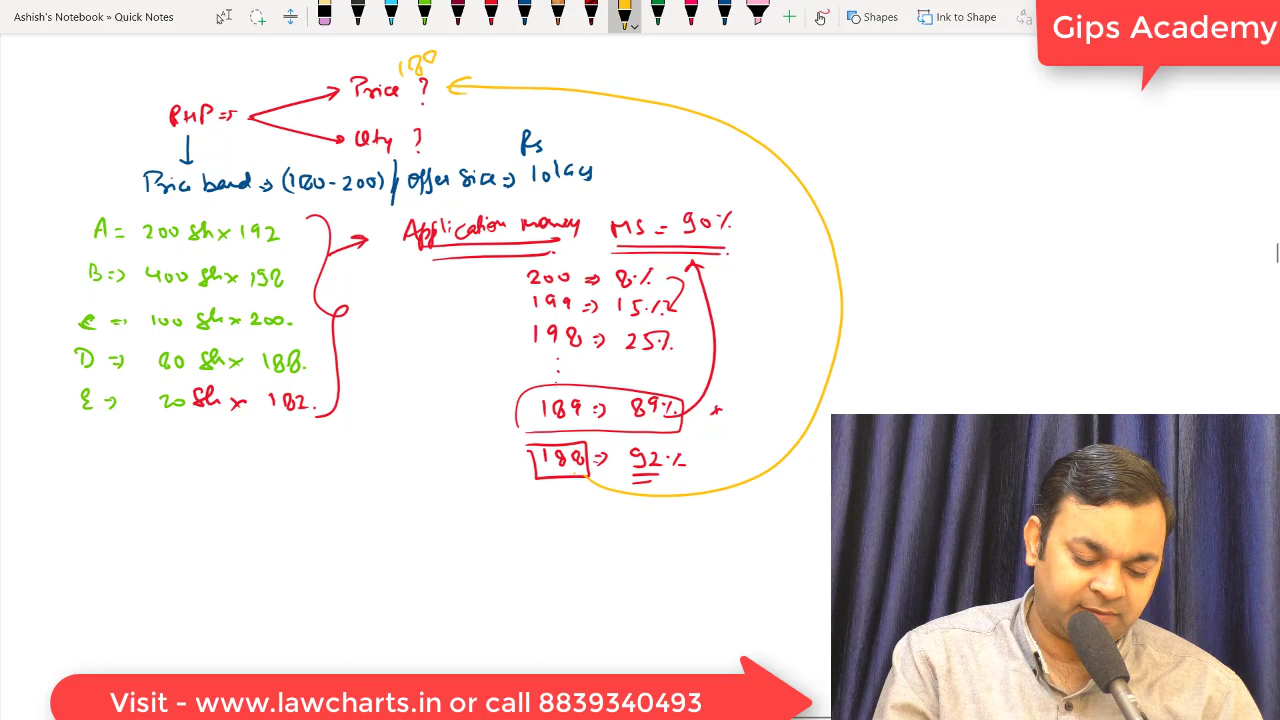 Ashish's Notebook » Quick Notes
Shapes
Ink to Shape
Gips Academy
180
Price ?
RHP ⇒
Qty ?
Rs
Price band ⇒ (180-200) / Offer Size ⇒ 10 lacs
Application money MS = 90%
A = 200 Sh × 192
B ⇒ 400 Sh × 198
C ⇒ 100 Sh × 200.
D ⇒ 80 Sh × 188.
E ⇒ 20 Sh × 182.
200 ⇒ 8%
199 ⇒ 15%
198 ⇒ 25%
189 ⇒ 89%
188 ⇒ 92%
Visit - www.lawcharts.in or call 8839340493